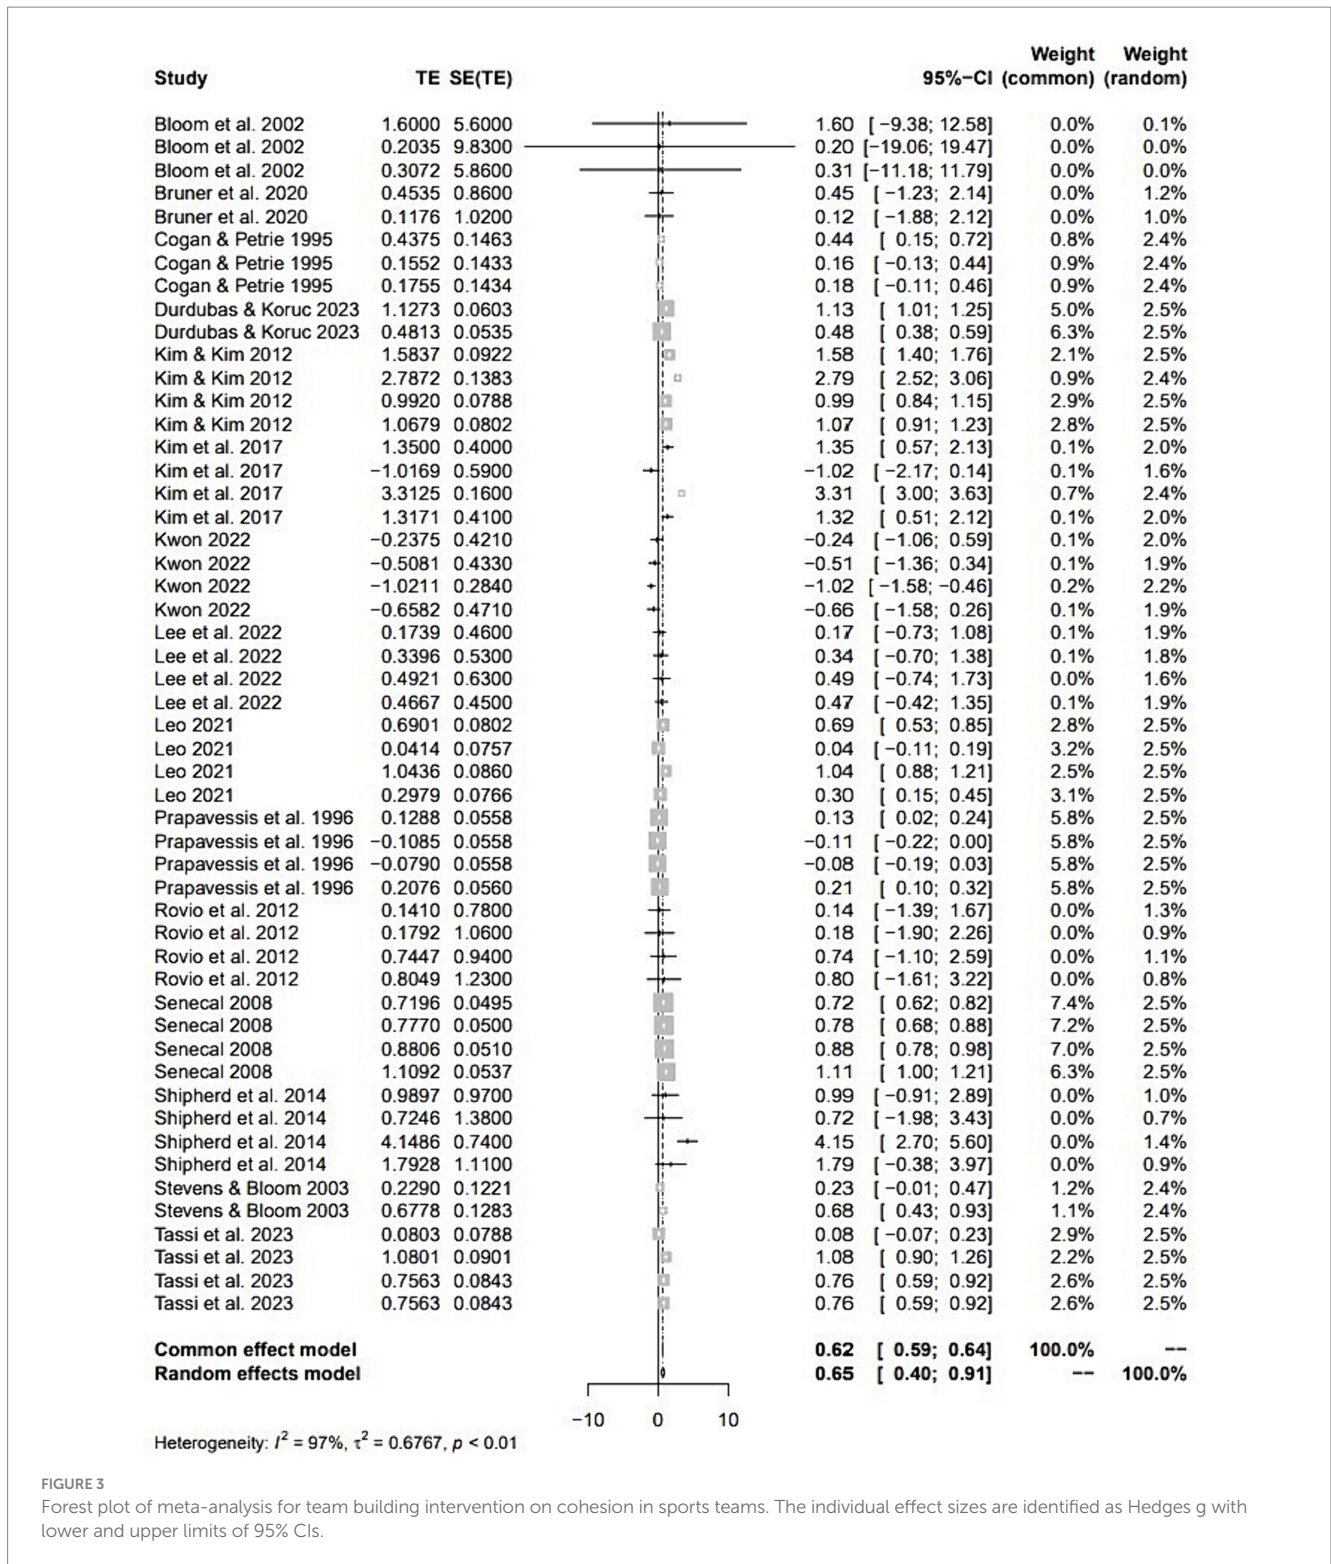 Weight Weight
Study TE SE(TE) 95%−CI (common) (random)
Bloom et al. 2002 1.6000 5.6000 1.60 [ −9.38; 12.58] 0.0% 0.1%
Bloom et al. 2002 0.2035 9.8300 0.20 [−19.06; 19.47] 0.0% 0.0%
Bloom et al. 2002 0.3072 5.8600 0.31 [−11.18; 11.79] 0.0% 0.0%
Bruner et al. 2020 0.4535 0.8600 0.45 [ −1.23; 2.14] 0.0% 1.2%
Bruner et al. 2020 0.1176 1.0200 0.12 [ −1.88; 2.12] 0.0% 1.0%
Cogan & Petrie 1995 0.4375 0.1463 0.44 [ 0.15; 0.72] 0.8% 2.4%
Cogan & Petrie 1995 0.1552 0.1433 0.16 [ −0.13; 0.44] 0.9% 2.4%
Cogan & Petrie 1995 0.1755 0.1434 0.18 [ −0.11; 0.46] 0.9% 2.4%
Durdubas & Koruc 2023 1.1273 0.0603 1.13 [ 1.01; 1.25] 5.0% 2.5%
Durdubas & Koruc 2023 0.4813 0.0535 0.48 [ 0.38; 0.59] 6.3% 2.5%
Kim & Kim 2012 1.5837 0.0922 1.58 [ 1.40; 1.76] 2.1% 2.5%
Kim & Kim 2012 2.7872 0.1383 2.79 [ 2.52; 3.06] 0.9% 2.4%
Kim & Kim 2012 0.9920 0.0788 0.99 [ 0.84; 1.15] 2.9% 2.5%
Kim & Kim 2012 1.0679 0.0802 1.07 [ 0.91; 1.23] 2.8% 2.5%
Kim et al. 2017 1.3500 0.4000 1.35 [ 0.57; 2.13] 0.1% 2.0%
Kim et al. 2017 −1.0169 0.5900 −1.02 [ −2.17; 0.14] 0.1% 1.6%
Kim et al. 2017 3.3125 0.1600 3.31 [ 3.00; 3.63] 0.7% 2.4%
Kim et al. 2017 1.3171 0.4100 1.32 [ 0.51; 2.12] 0.1% 2.0%
Kwon 2022 −0.2375 0.4210 −0.24 [ −1.06; 0.59] 0.1% 2.0%
Kwon 2022 −0.5081 0.4330 −0.51 [ −1.36; 0.34] 0.1% 1.9%
Kwon 2022 −1.0211 0.2840 −1.02 [ −1.58; −0.46] 0.2% 2.2%
Kwon 2022 −0.6582 0.4710 −0.66 [ −1.58; 0.26] 0.1% 1.9%
Lee et al. 2022 0.1739 0.4600 0.17 [ −0.73; 1.08] 0.1% 1.9%
Lee et al. 2022 0.3396 0.5300 0.34 [ −0.70; 1.38] 0.1% 1.8%
Lee et al. 2022 0.4921 0.6300 0.49 [ −0.74; 1.73] 0.0% 1.6%
Lee et al. 2022 0.4667 0.4500 0.47 [ −0.42; 1.35] 0.1% 1.9%
Leo 2021 0.6901 0.0802 0.69 [ 0.53; 0.85] 2.8% 2.5%
Leo 2021 0.0414 0.0757 0.04 [ −0.11; 0.19] 3.2% 2.5%
Leo 2021 1.0436 0.0860 1.04 [ 0.88; 1.21] 2.5% 2.5%
Leo 2021 0.2979 0.0766 0.30 [ 0.15; 0.45] 3.1% 2.5%
Prapavessis et al. 1996 0.1288 0.0558 0.13 [ 0.02; 0.24] 5.8% 2.5%
Prapavessis et al. 1996 −0.1085 0.0558 −0.11 [ −0.22; 0.00] 5.8% 2.5%
Prapavessis et al. 1996 −0.0790 0.0558 −0.08 [ −0.19; 0.03] 5.8% 2.5%
Prapavessis et al. 1996 0.2076 0.0560 0.21 [ 0.10; 0.32] 5.8% 2.5%
Rovio et al. 2012 0.1410 0.7800 0.14 [ −1.39; 1.67] 0.0% 1.3%
Rovio et al. 2012 0.1792 1.0600 0.18 [ −1.90; 2.26] 0.0% 0.9%
Rovio et al. 2012 0.7447 0.9400 0.74 [ −1.10; 2.59] 0.0% 1.1%
Rovio et al. 2012 0.8049 1.2300 0.80 [ −1.61; 3.22] 0.0% 0.8%
Senecal 2008 0.7196 0.0495 0.72 [ 0.62; 0.82] 7.4% 2.5%
Senecal 2008 0.7770 0.0500 0.78 [ 0.68; 0.88] 7.2% 2.5%
Senecal 2008 0.8806 0.0510 0.88 [ 0.78; 0.98] 7.0% 2.5%
Senecal 2008 1.1092 0.0537 1.11 [ 1.00; 1.21] 6.3% 2.5%
Shipherd et al. 2014 0.9897 0.9700 0.99 [ −0.91; 2.89] 0.0% 1.0%
Shipherd et al. 2014 0.7246 1.3800 0.72 [ −1.98; 3.43] 0.0% 0.7%
Shipherd et al. 2014 4.1486 0.7400 4.15 [ 2.70; 5.60] 0.0% 1.4%
Shipherd et al. 2014 1.7928 1.1100 1.79 [ −0.38; 3.97] 0.0% 0.9%
Stevens & Bloom 2003 0.2290 0.1221 0.23 [ −0.01; 0.47] 1.2% 2.4%
Stevens & Bloom 2003 0.6778 0.1283 0.68 [ 0.43; 0.93] 1.1% 2.4%
Tassi et al. 2023 0.0803 0.0788 0.08 [ −0.07; 0.23] 2.9% 2.5%
Tassi et al. 2023 1.0801 0.0901 1.08 [ 0.90; 1.26] 2.2% 2.5%
Tassi et al. 2023 0.7563 0.0843 0.76 [ 0.59; 0.92] 2.6% 2.5%
Tassi et al. 2023 0.7563 0.0843 0.76 [ 0.59; 0.92] 2.6% 2.5%
Common effect model 0.62 [ 0.59; 0.64] 100.0% −−
Random effects model 0.65 [ 0.40; 0.91] −− 100.0%
−10 0 10
Heterogeneity: I² = 97%, τ² = 0.6767, p < 0.01
FIGURE 3
Forest plot of meta-analysis for team building intervention on cohesion in sports teams. The individual effect sizes are identified as Hedges g with
lower and upper limits of 95% CIs.